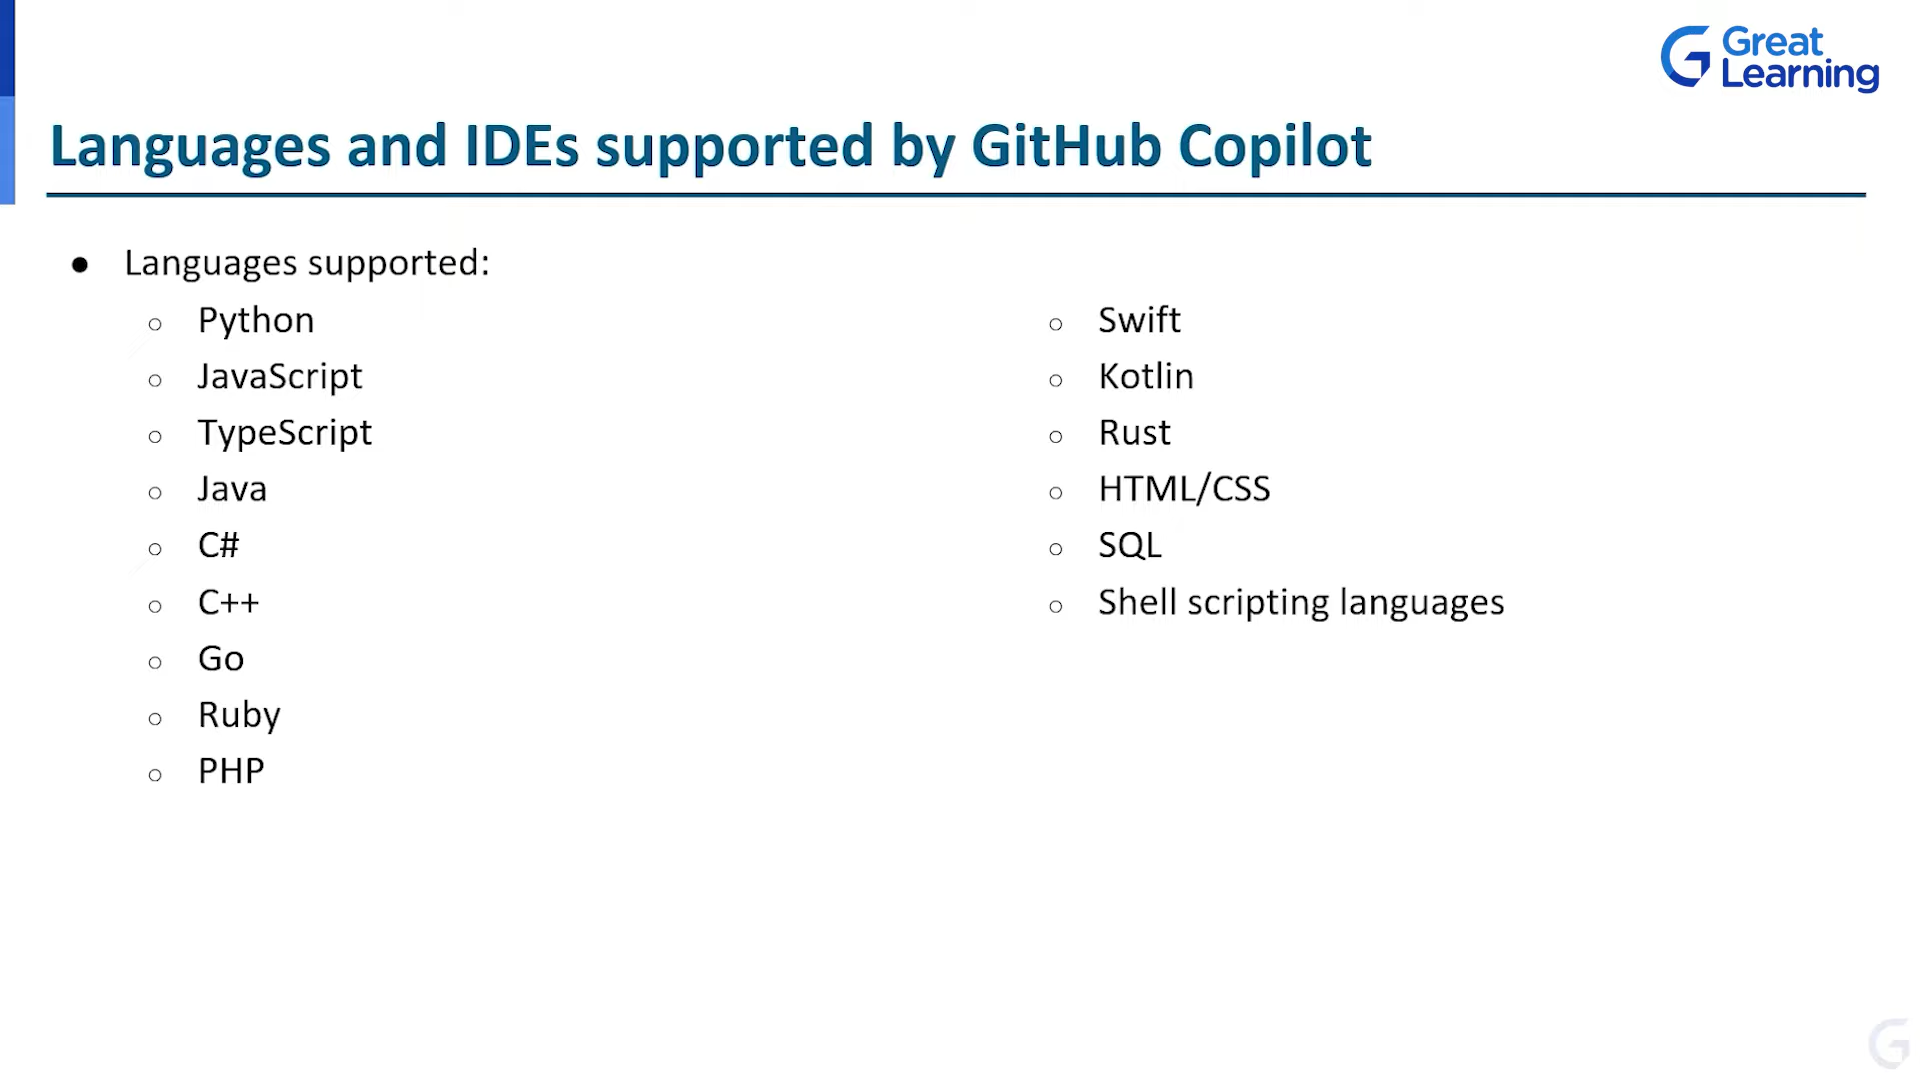 Great
Learning
Languages and IDEs supported by GitHub Copilot
● Languages supported:
○ Python
○ JavaScript
○ TypeScript
○ Java
○ C#
○ C++
○ Go
○ Ruby
○ PHP
○ Swift
○ Kotlin
○ Rust
○ HTML/CSS
○ SQL
○ Shell scripting languages